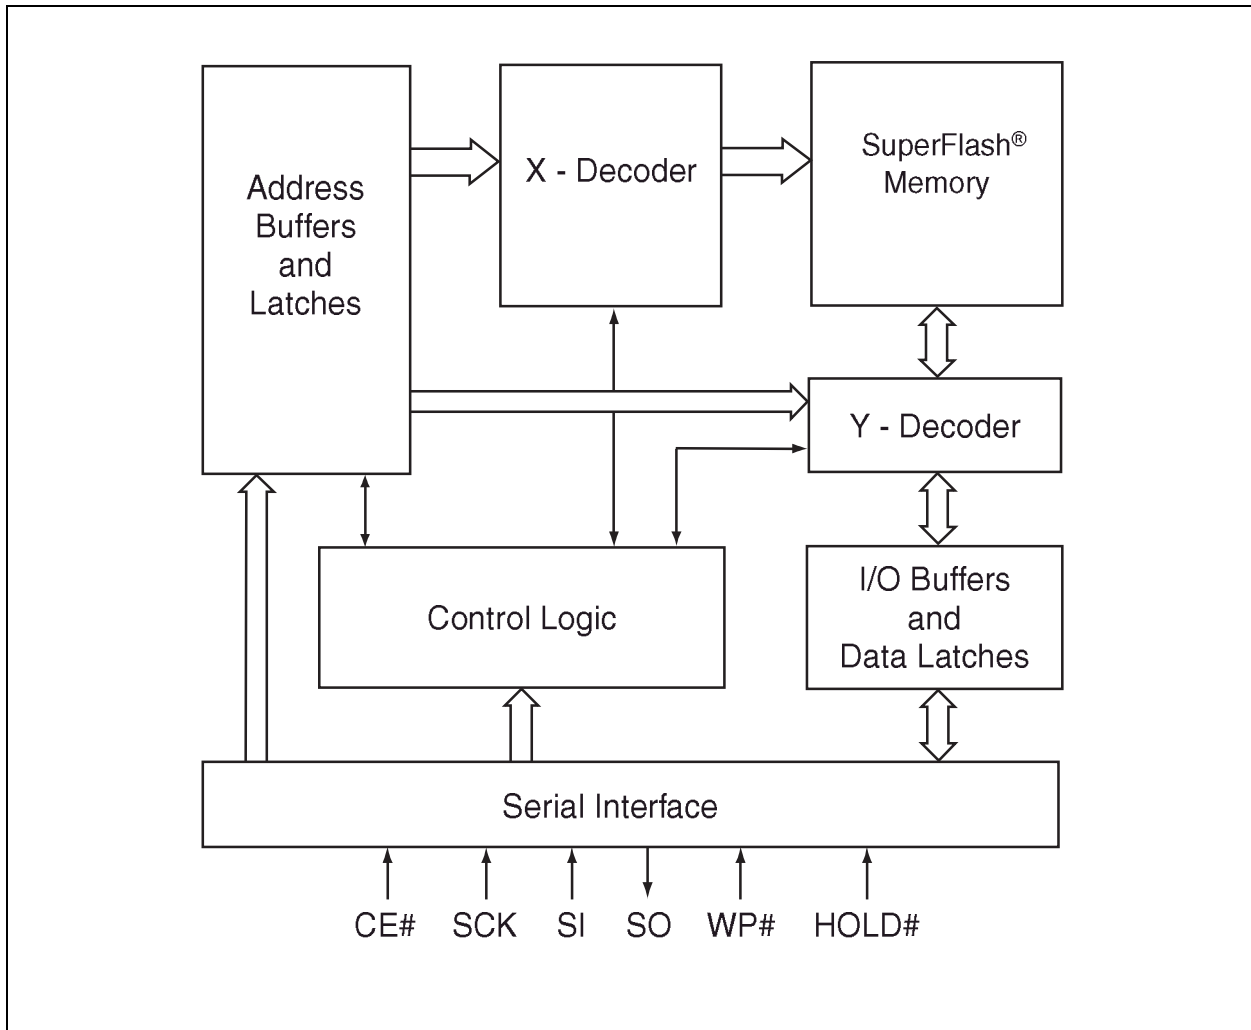 Address
Buffers
and
Latches
X - Decoder
SuperFlash®
Memory
Y - Decoder
Control Logic
I/O Buffers
and
Data Latches
Serial Interface
CE# SCK SI SO WP# HOLD#